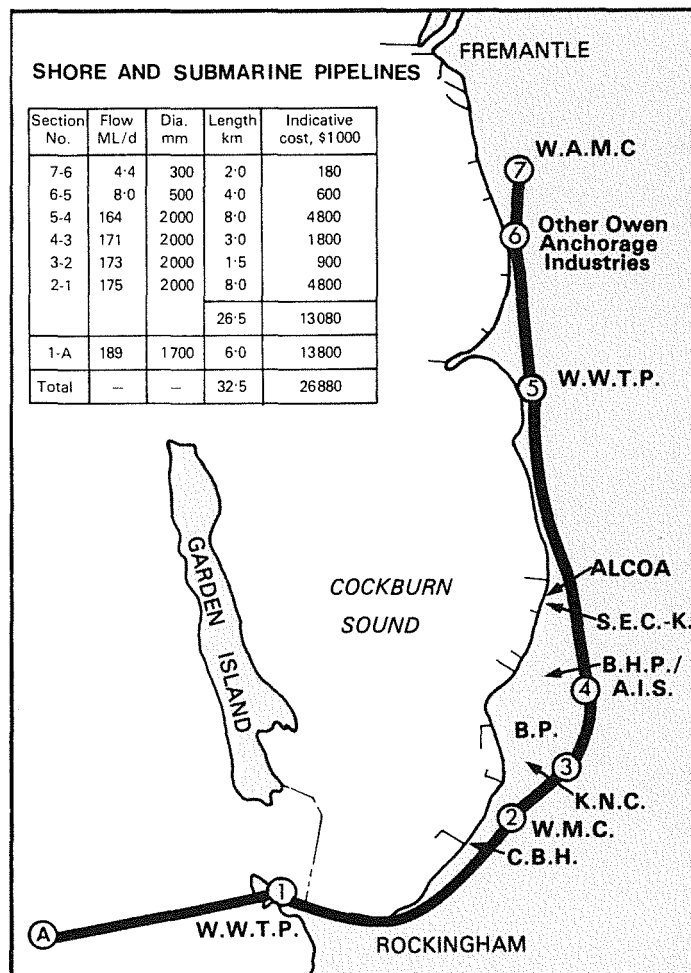 FREMANTLE
SHORE AND SUBMARINE PIPELINES
Section No. Flow ML/d Dia. mm Length km Indicative cost, $1000
7-6 4·4 300 2·0 180
6-5 8·0 500 4·0 600
5-4 164 2000 8·0 4800
4-3 171 2000 3·0 1800
3-2 173 2000 1·5 900
2-1 175 2000 8·0 4800
26·5 13080
1-A 189 1700 6·0 13800
Total — — 32·5 26880
W.A.M.C
7
6
Other Owen
Anchorage
Industries
5
W.W.T.P.
GARDEN ISLAND
COCKBURN
SOUND
ALCOA
S.E.C.-K.
B.H.P./
A.I.S.
4
B.P.
3
K.N.C.
2
W.M.C.
C.B.H.
1
W.W.T.P.
A
ROCKINGHAM